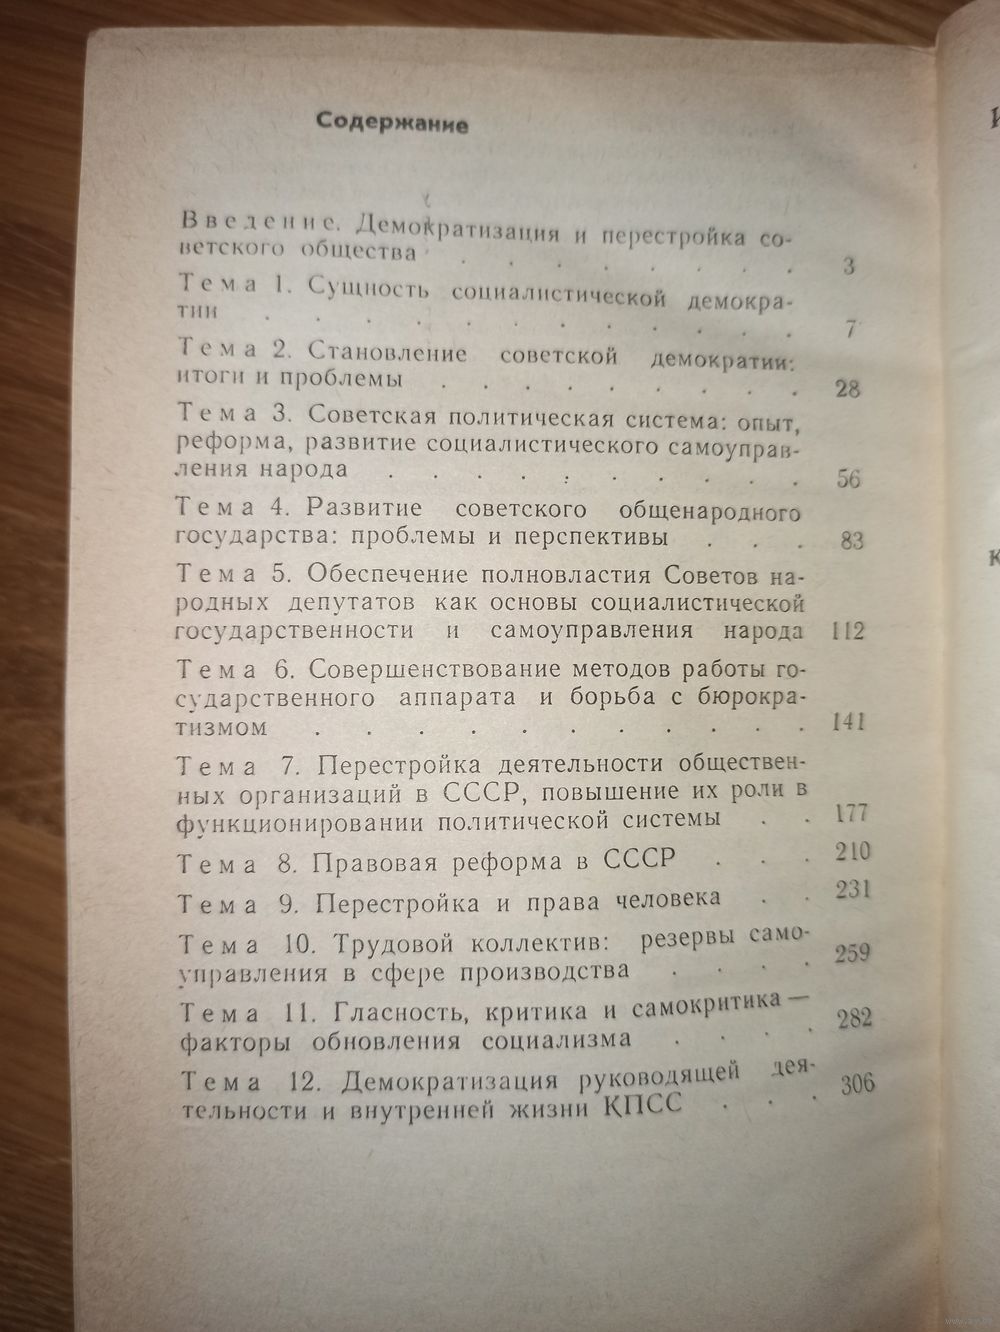 Содержание
Введение. Демократизация и перестройка со-
ветского общества . . . . . . . 3
Тема 1. Сущность социалистической демокра-
тии . . . . . . . . . . . 7
Тема 2. Становление советской демократии:
итоги и проблемы . . . . . . . . 28
Тема 3. Советская политическая система: опыт,
реформа, развитие социалистического самоуправ-
ления народа . . . . . . . . . . 56
Тема 4. Развитие советского общенародного
государства: проблемы и перспективы . . . 83
Тема 5. Обеспечение полновластия Советов на-
родных депутатов как основы социалистической
государственности и самоуправления народа 112
Тема 6. Совершенствование методов работы го-
сударственного аппарата и борьба с бюрокра-
тизмом . . . . . . . . . . 141
Тема 7. Перестройка деятельности обществен-
ных организаций в СССР, повышение их роли в
функционировании политической системы . . 177
Тема 8. Правовая реформа в СССР . . . 210
Тема 9. Перестройка и права человека . . 231
Тема 10. Трудовой коллектив: резервы само-
управления в сфере производства . . . . 259
Тема 11. Гласность, критика и самокритика —
факторы обновления социализма . . . . 282
Тема 12. Демократизация руководящей дея-
тельности и внутренней жизни КПСС . . . 306